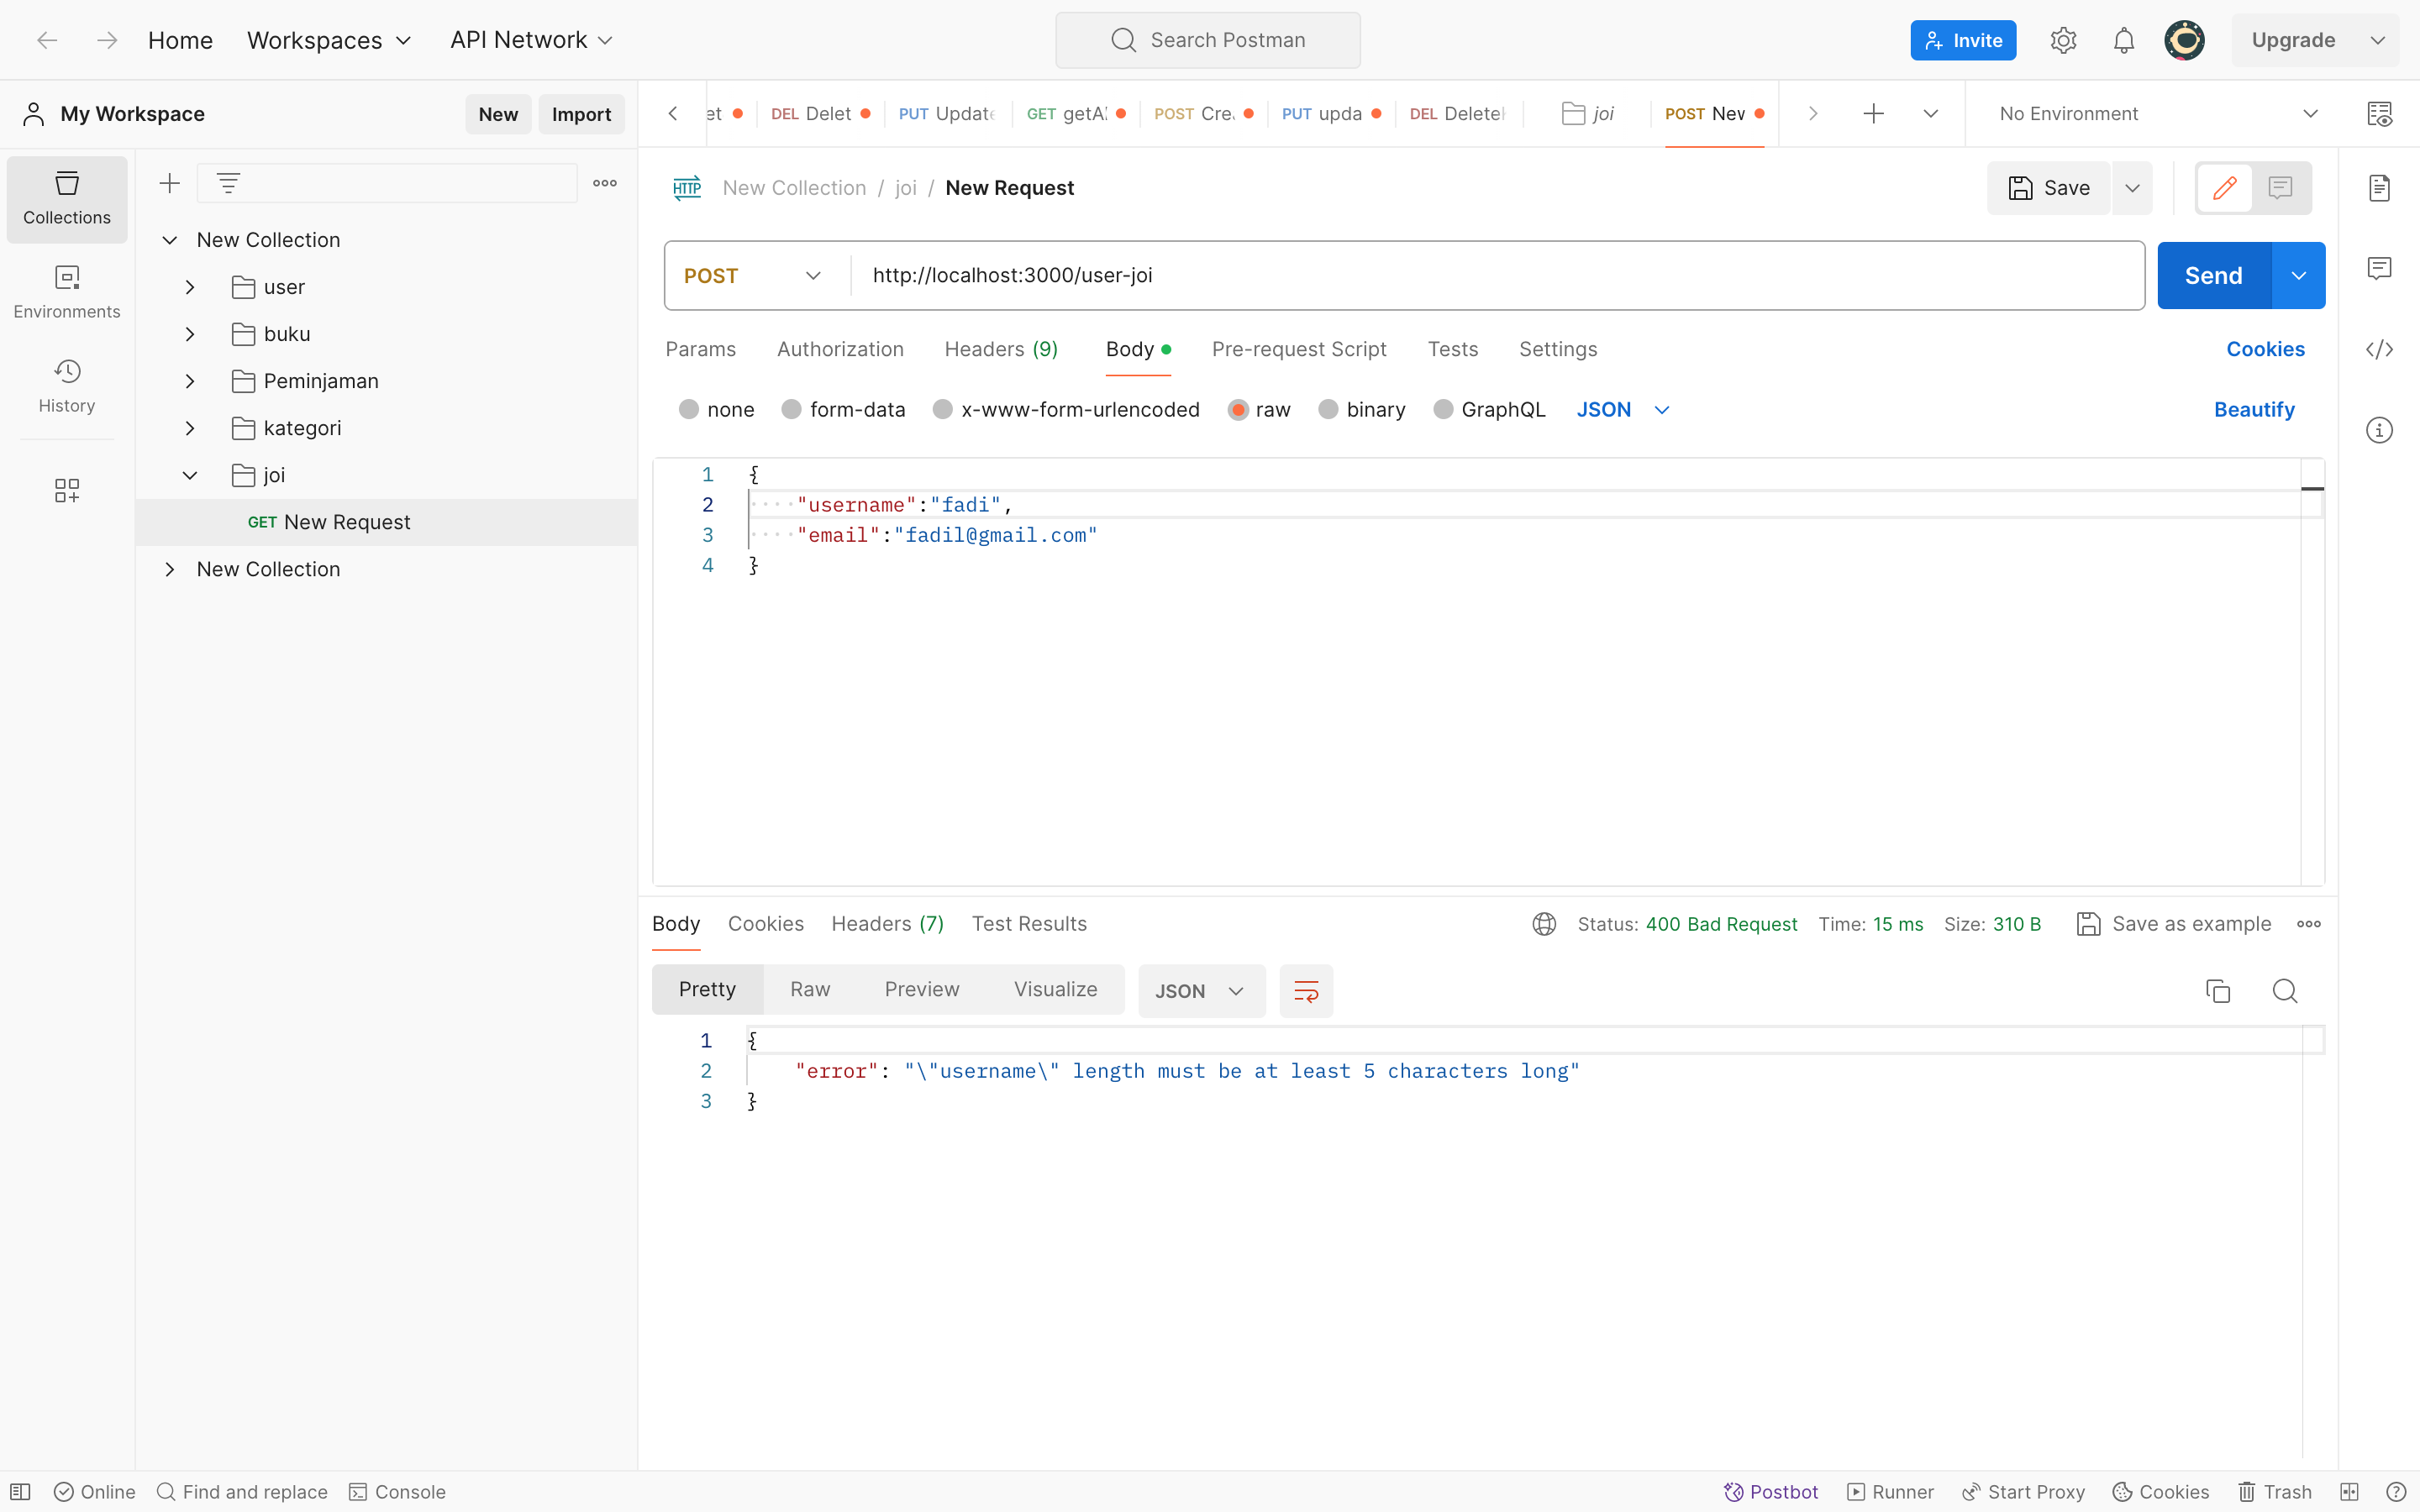 Home Workspaces API Network Search Postman Invite Upgrade
My Workspace New Import
et DEL Delet PUT Update GET getA POST Cre PUT upda DEL Delete joi POST New No Environment
Collections
Environments
History
New Collection
user
buku
Peminjaman
kategori
joi
GET New Request
New Collection
HTTP New Collection / joi / New Request Save
POST http://localhost:3000/user-joi Send
Params Authorization Headers (9) Body Pre-request Script Tests Settings Cookies
none form-data x-www-form-urlencoded raw binary GraphQL JSON Beautify
1 {
2 "username":"fadi",
3 "email":"fadil@gmail.com"
4 }
Body Cookies Headers (7) Test Results Status: 400 Bad Request Time: 15 ms Size: 310 B Save as example
Pretty Raw Preview Visualize JSON
1 {
2 "error": "\"username\" length must be at least 5 characters long"
3 }
Online Find and replace Console Postbot Runner Start Proxy Cookies Trash